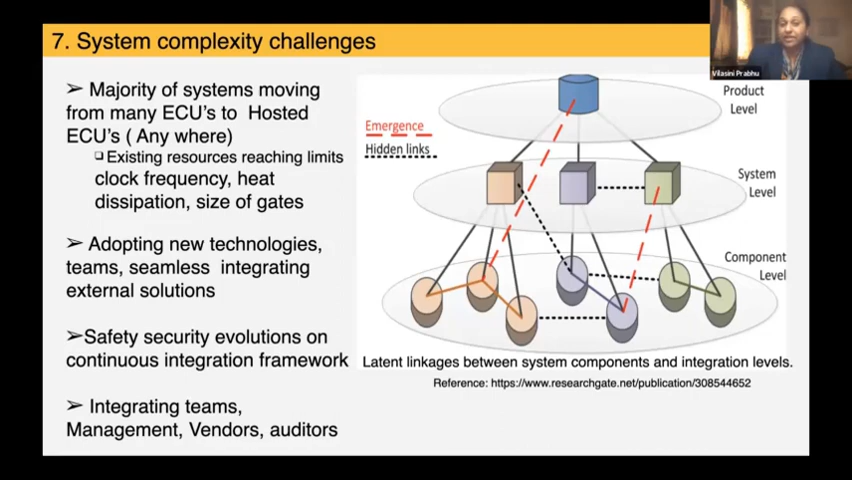 7. System complexity challenges
Vilasini Prabhu
➢ Majority of systems moving
from many ECU's to Hosted
ECU's ( Any where)
❑ Existing resources reaching limits
clock frequency, heat
dissipation, size of gates
➢ Adopting new technologies,
teams, seamless integrating
external solutions
➢Safety security evolutions on
continuous integration framework
➢ Integrating teams,
Management, Vendors, auditors
Emergence
Hidden links
Product
Level
System
Level
Component
Level
Latent linkages between system components and integration levels.
Reference: https://www.researchgate.net/publication/308544652